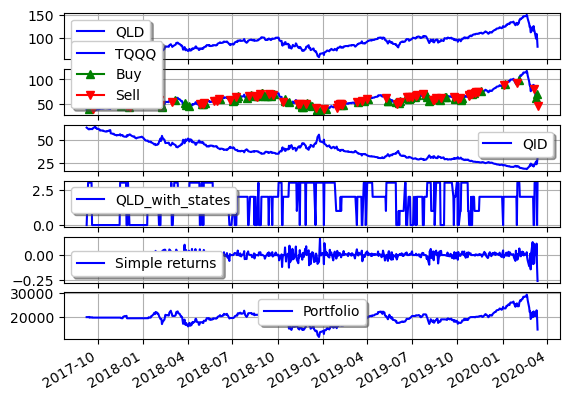 150
100
QLD
TQQQ
Buy
Sell
100
50
50
25
QID
2.5
0.0
QLD_with_states
0.00
-0.25
Simple returns
30000
20000
Portfolio
2017-10
2018-01
2018-04
2018-07
2018-10
2019-01
2019-04
2019-07
2019-10
2020-01
2020-04